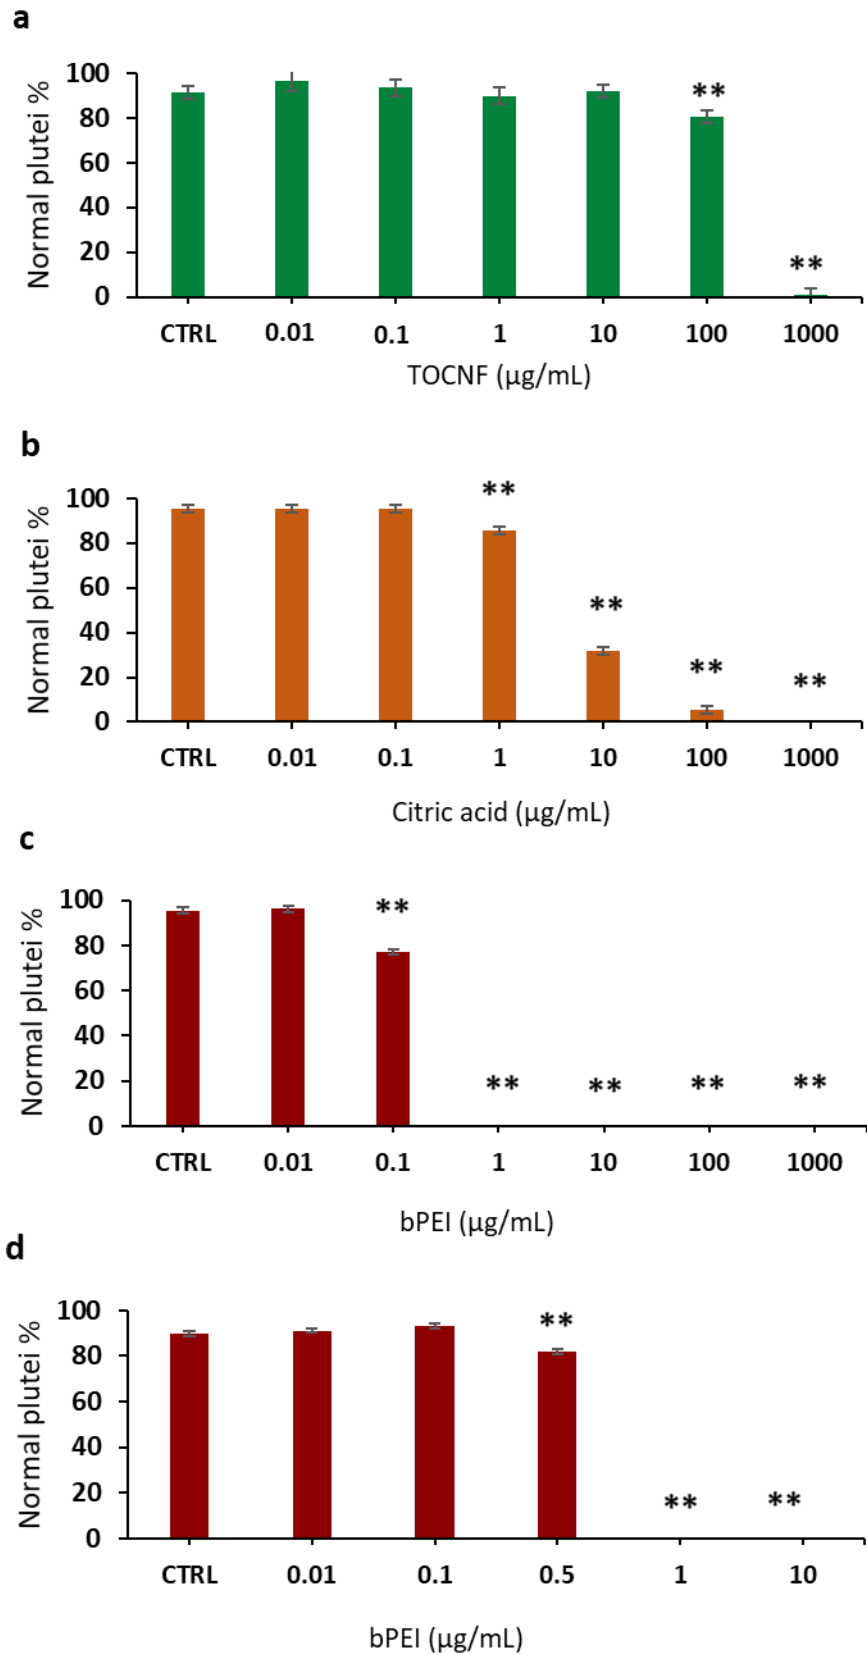 a
Normal plutei %
100
80
60
40
20
0
** **
CTRL 0.01 0.1 1 10 100 1000
TOCNF (µg/mL)
b
Normal plutei %
100
80
60
40
20
0
** ** ** **
CTRL 0.01 0.1 1 10 100 1000
Citric acid (µg/mL)
c
Normal plutei %
100
80
60
40
20
0
** ** ** ** **
CTRL 0.01 0.1 1 10 100 1000
bPEI (µg/mL)
d
Normal plutei %
100
80
60
40
20
0
** ** **
CTRL 0.01 0.1 0.5 1 10
bPEI (µg/mL)